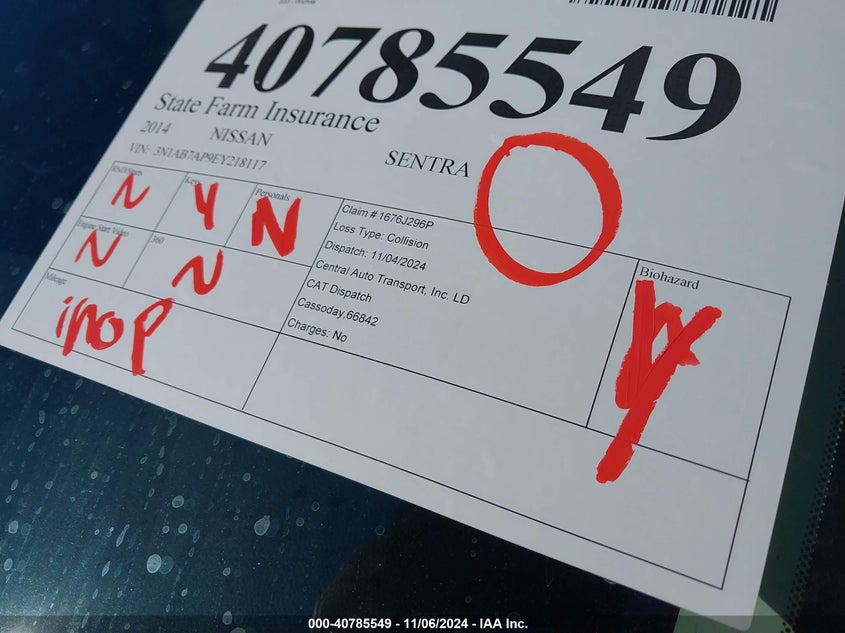 40785549
State Farm Insurance
2014 NISSAN SENTRA
VIN: 3N1AB7AP9EY218117
Keys Personals
N Y N
Engine Start Video 360
N N
Mileage
inop
Claim # 1676J296P
Loss Type: Collision
Dispatch: 11/04/2024
Central Auto Transport, Inc. LD
CAT Dispatch
Cassoday,66842
Charges: No
Biohazard
Y
000-40785549 - 11/06/2024 - IAA Inc.